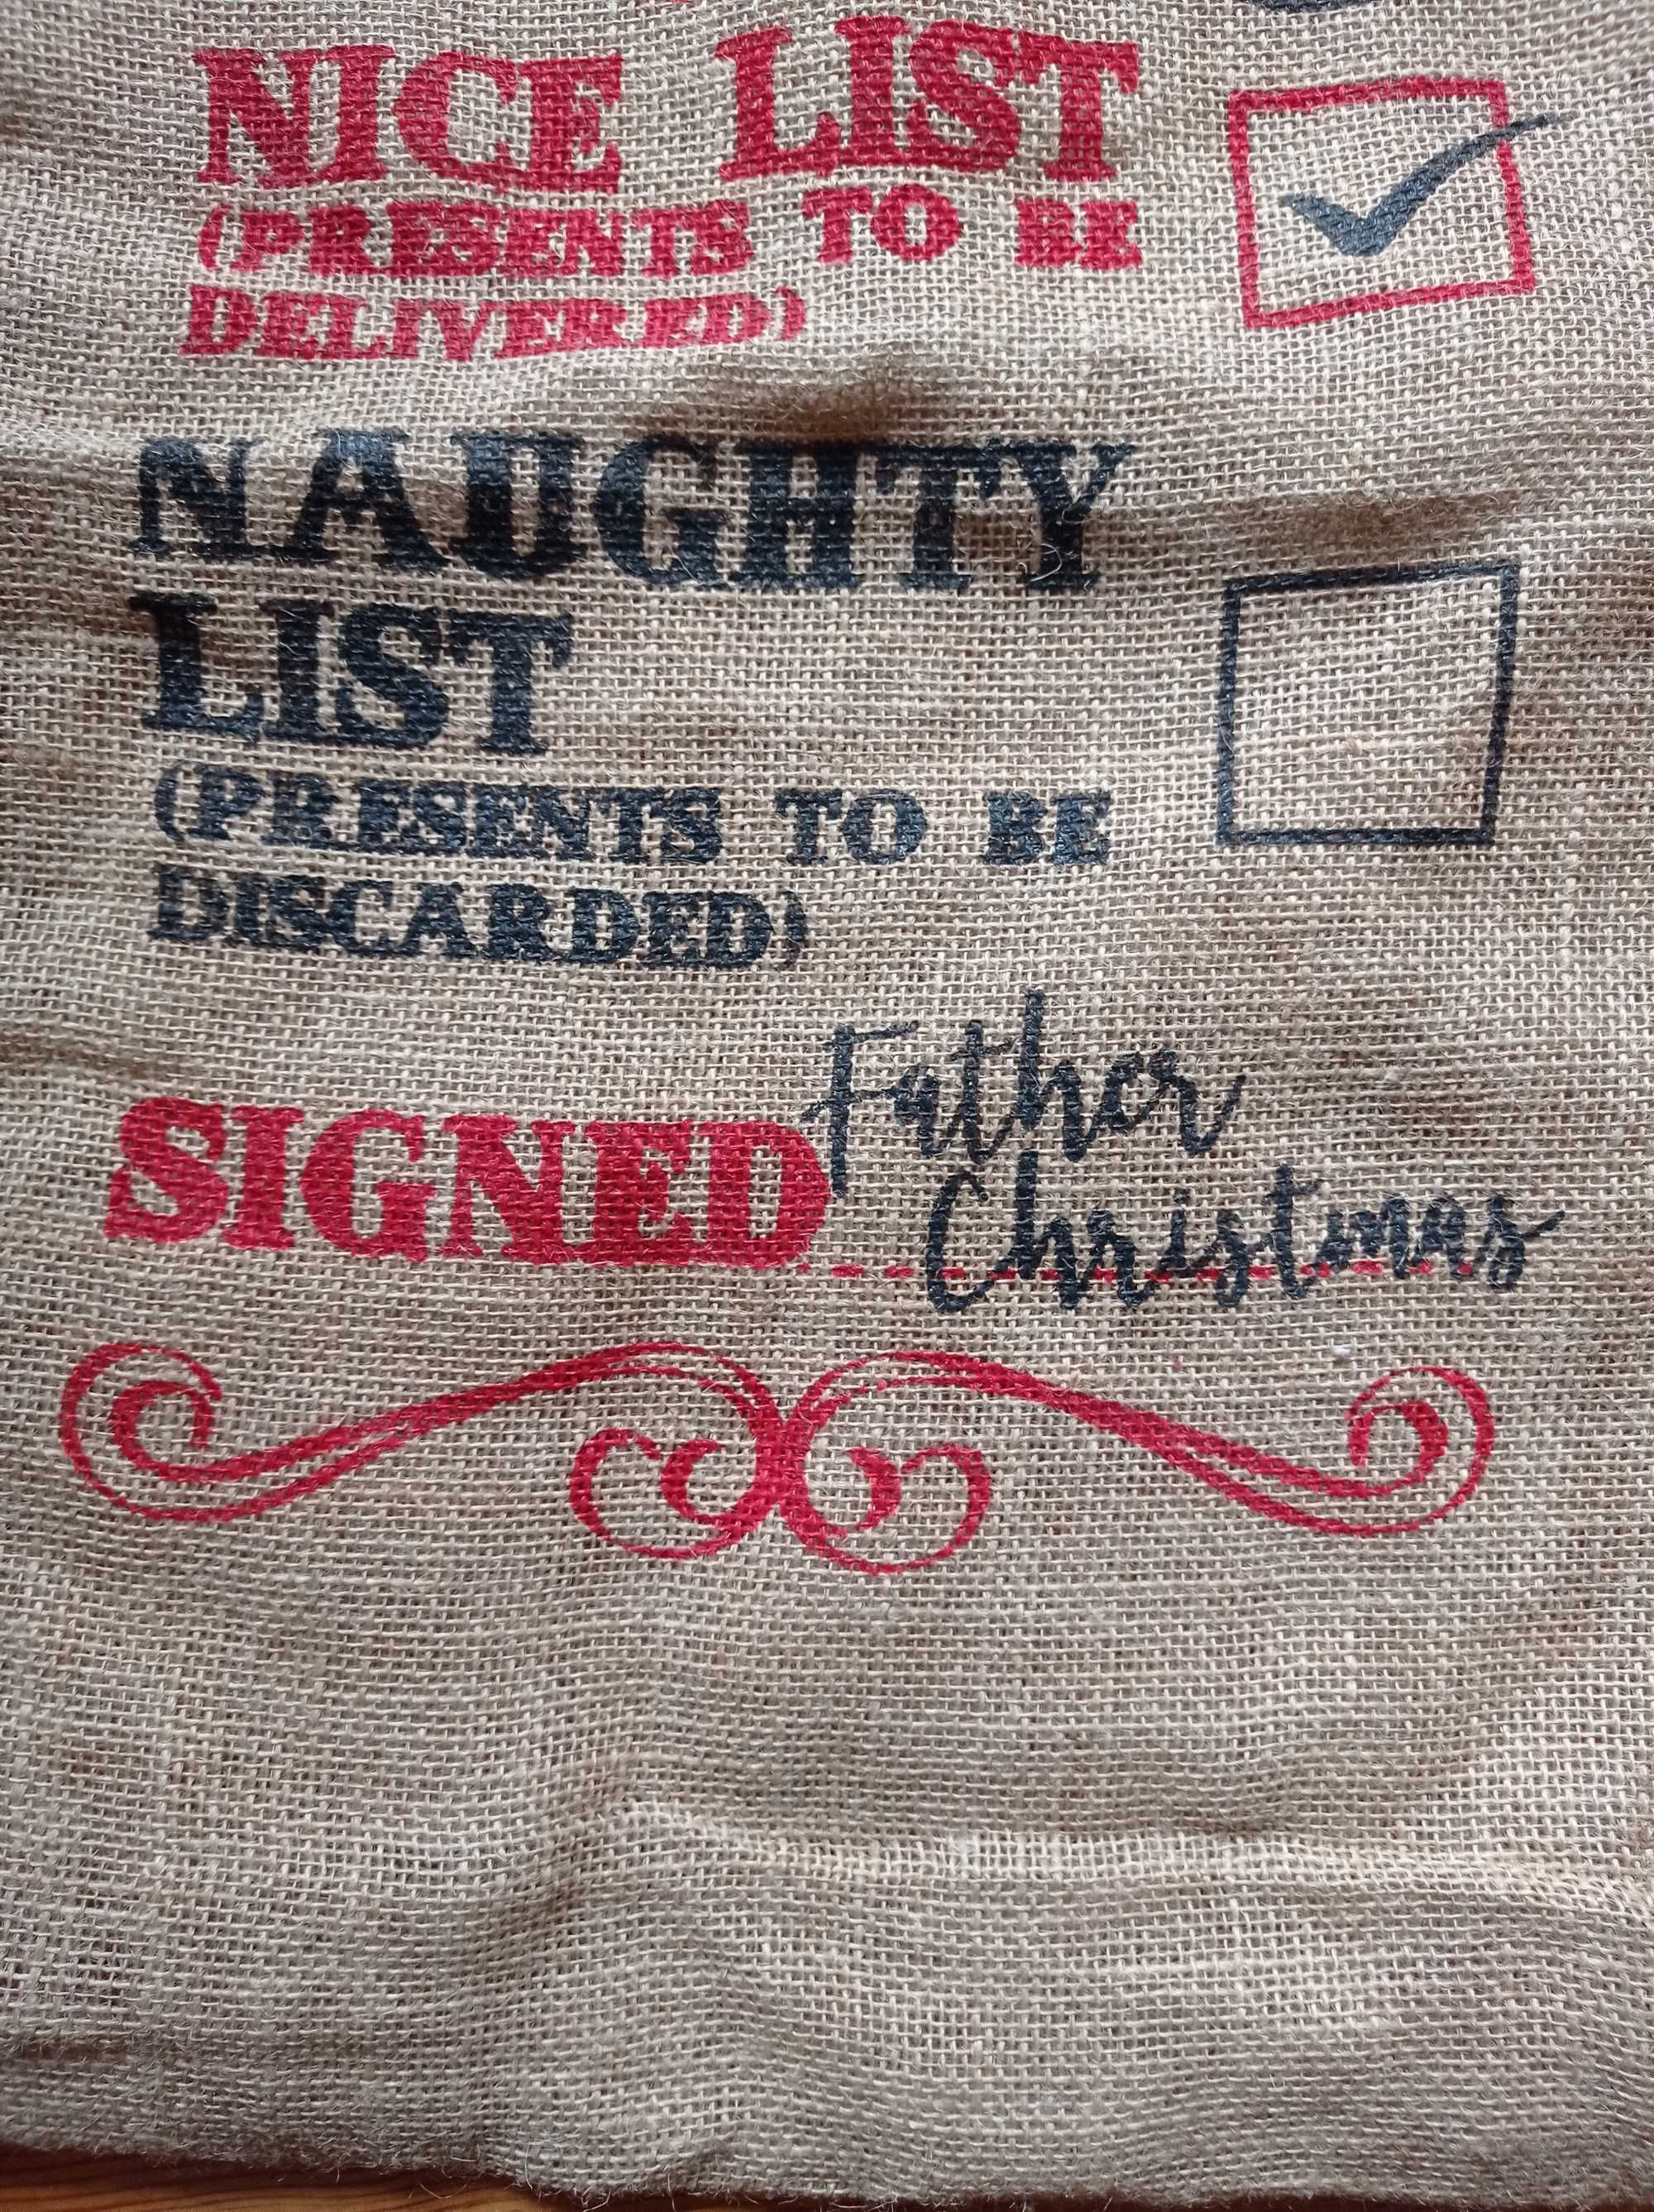 NICE LIST
(PRESENTS TO BE
DELIVERED)
NAUGHTY
LIST
(PRESENTS TO BE
DISCARDED)
SIGNED Father
Christmas